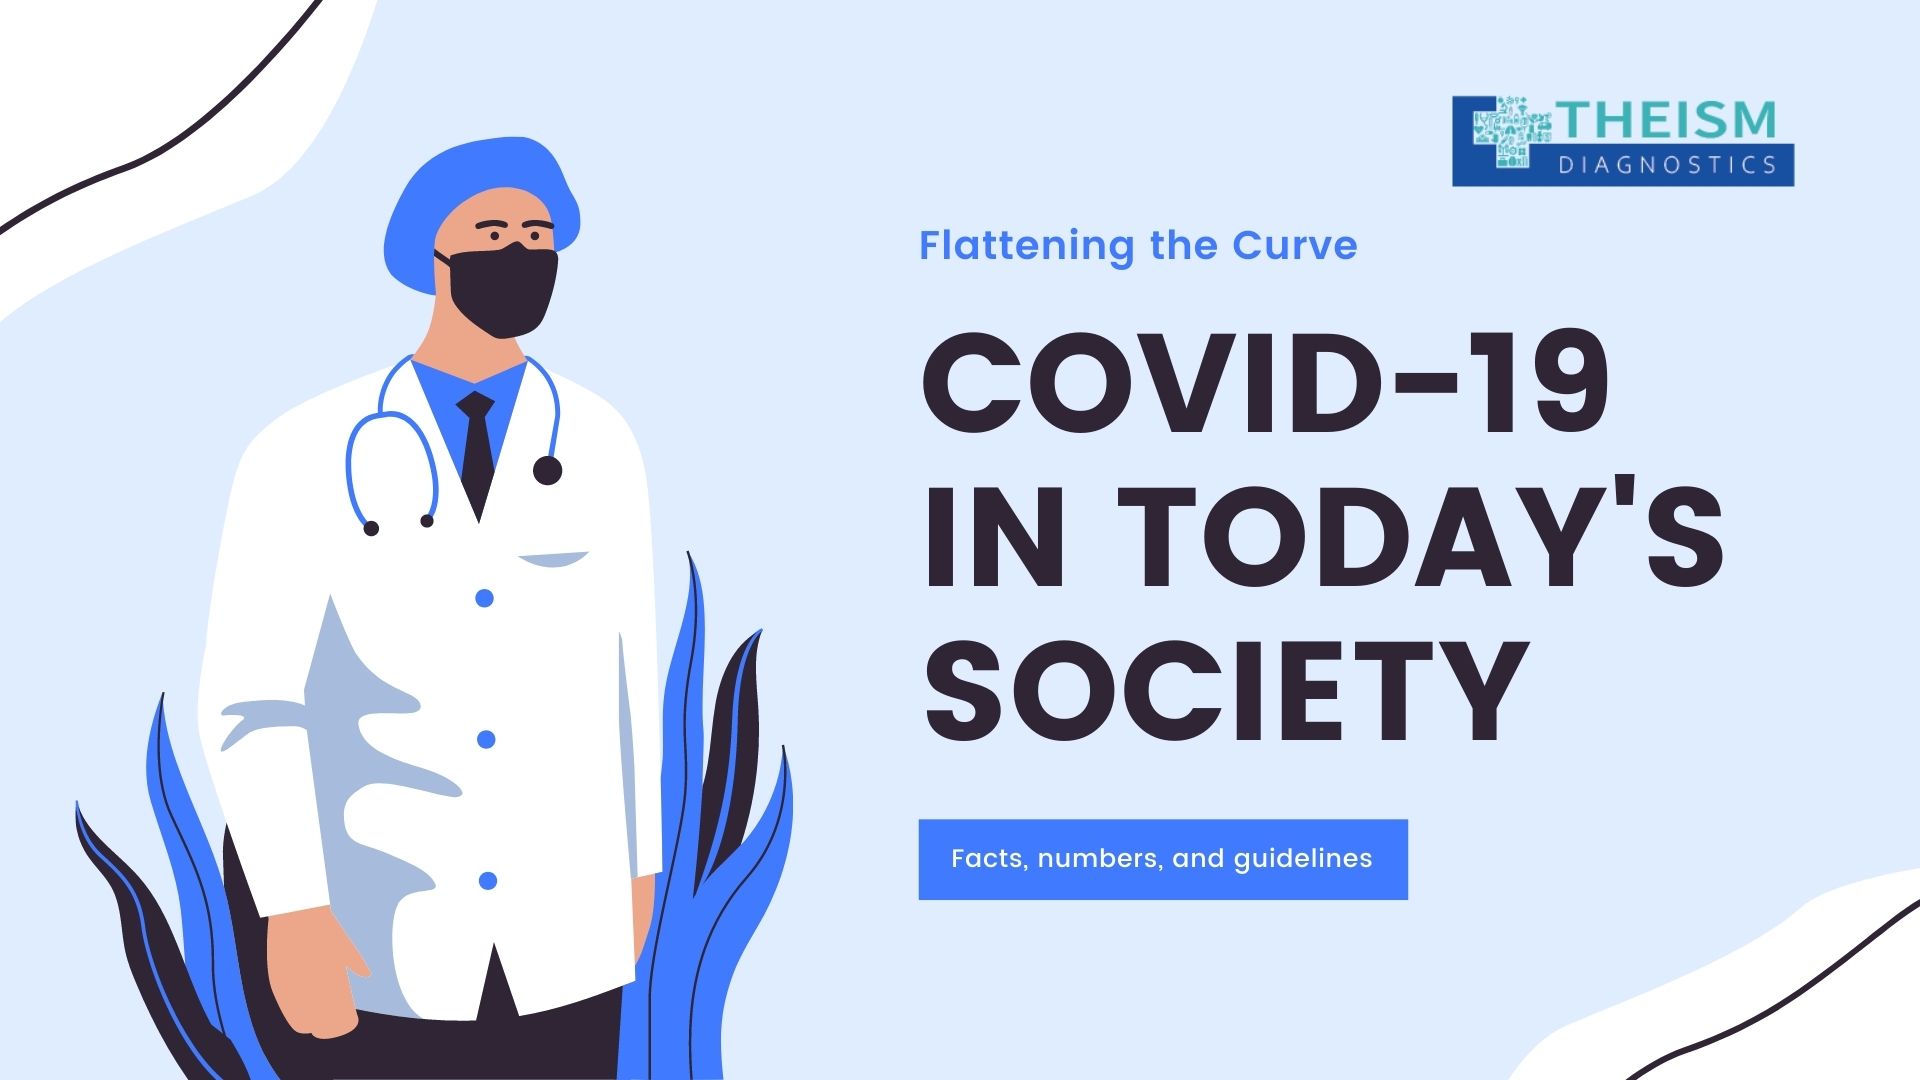 THEISM
DIAGNOSTICS
Flattening the Curve
COVID-19
IN TODAY'S
SOCIETY
Facts, numbers, and guidelines